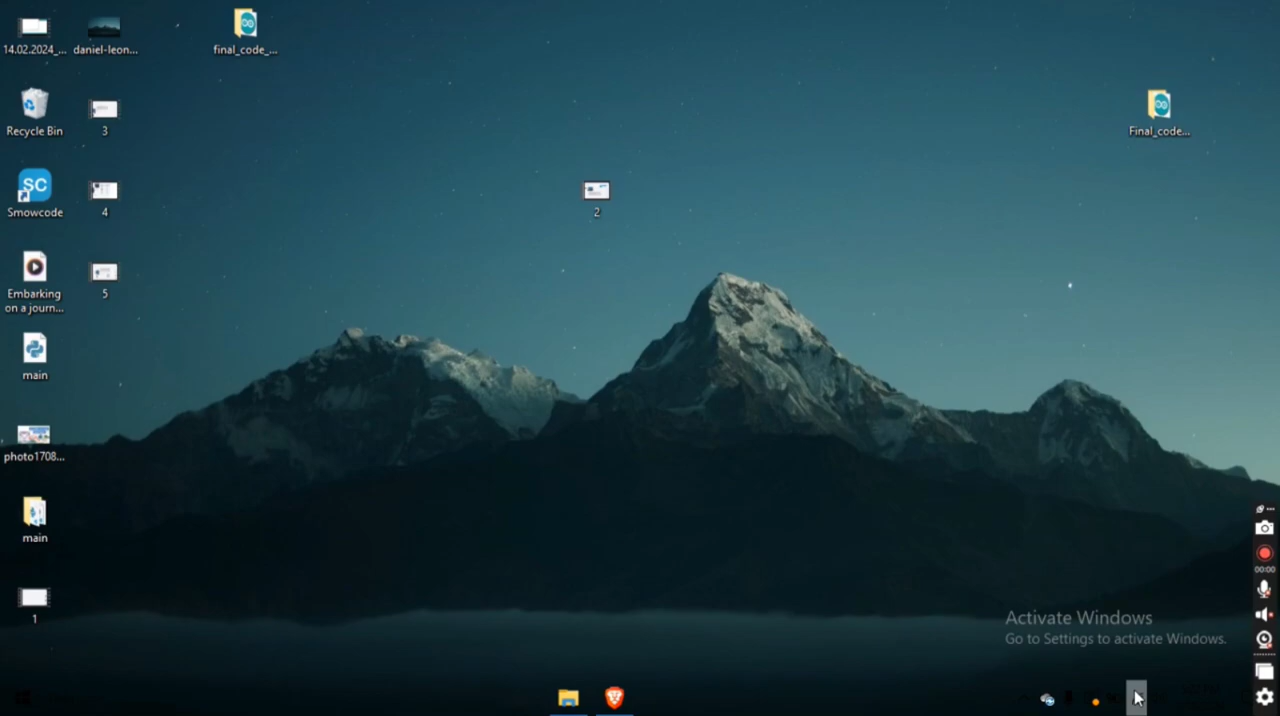 14.02.2024_...
daniel-leon...
final_code_...
Recycle Bin
3
Final_code...
SC
Smowcode
4
2
Embarking
on a journ...
5
main
photo1708...
main
1
Activate Windows
Go to Settings to activate Windows.
00:00